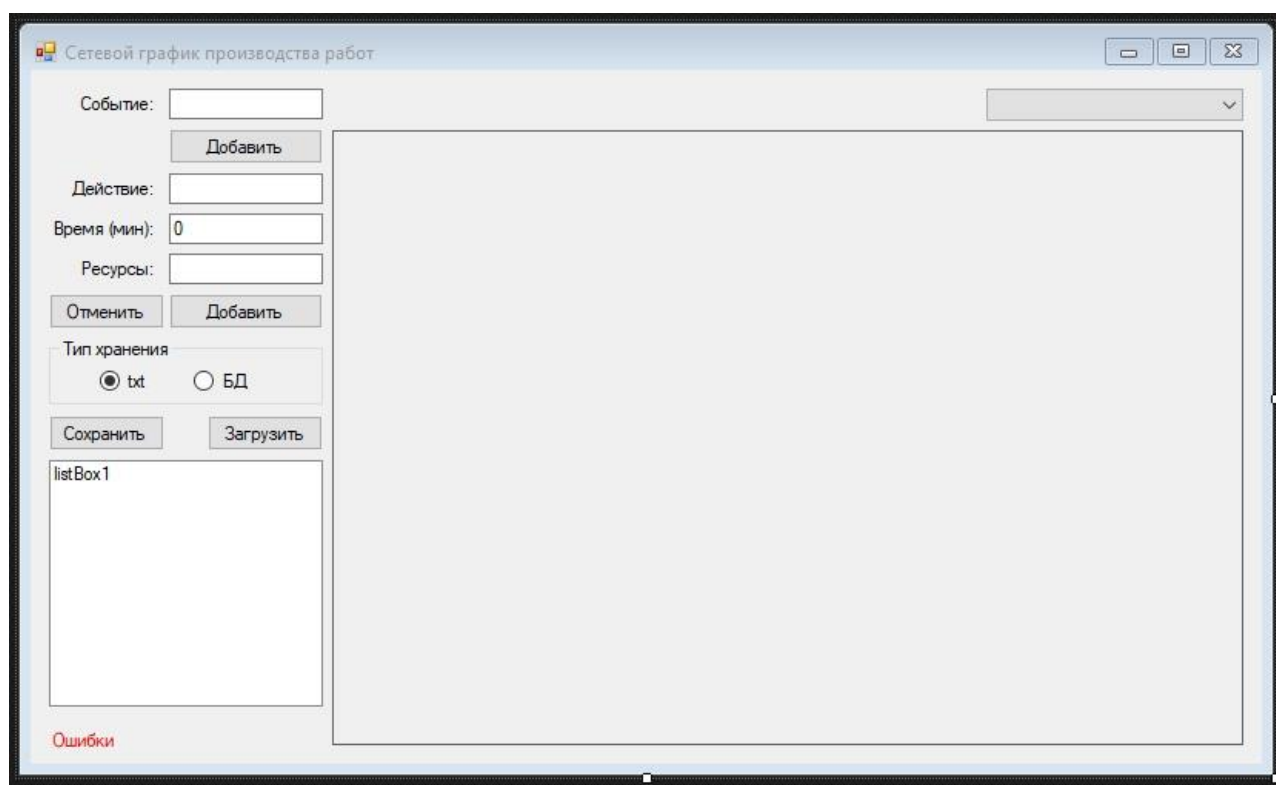 Сетевой график производства работ
Событие:
Добавить
Действие:
Время (мин): 0
Ресурсы:
Отменить Добавить
Тип хранения
txt БД
Сохранить Загрузить
listBox1
Ошибки